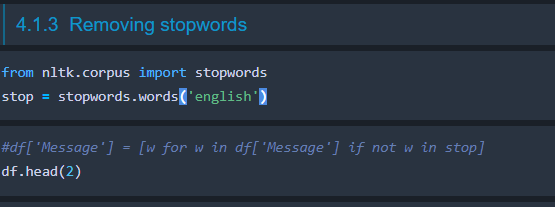 4.1.3 Removing stopwords
from nltk.corpus import stopwords
stop = stopwords.words('english')
#df['Message'] = [w for w in df['Message'] if not w in stop]
df.head(2)